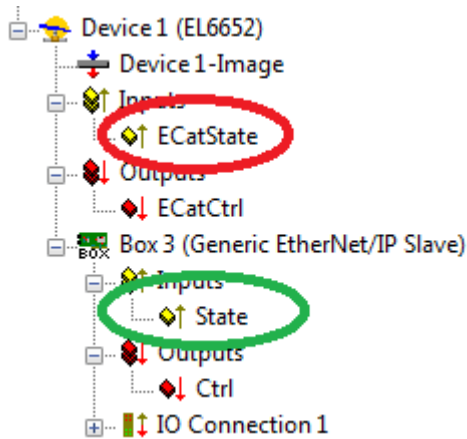 Device 1 (EL6652)
Device 1-Image
Inputs
ECatState
Outputs
ECatCtrl
BOX Box 3 (Generic EtherNet/IP Slave)
Inputs
State
Outputs
Ctrl
IO Connection 1